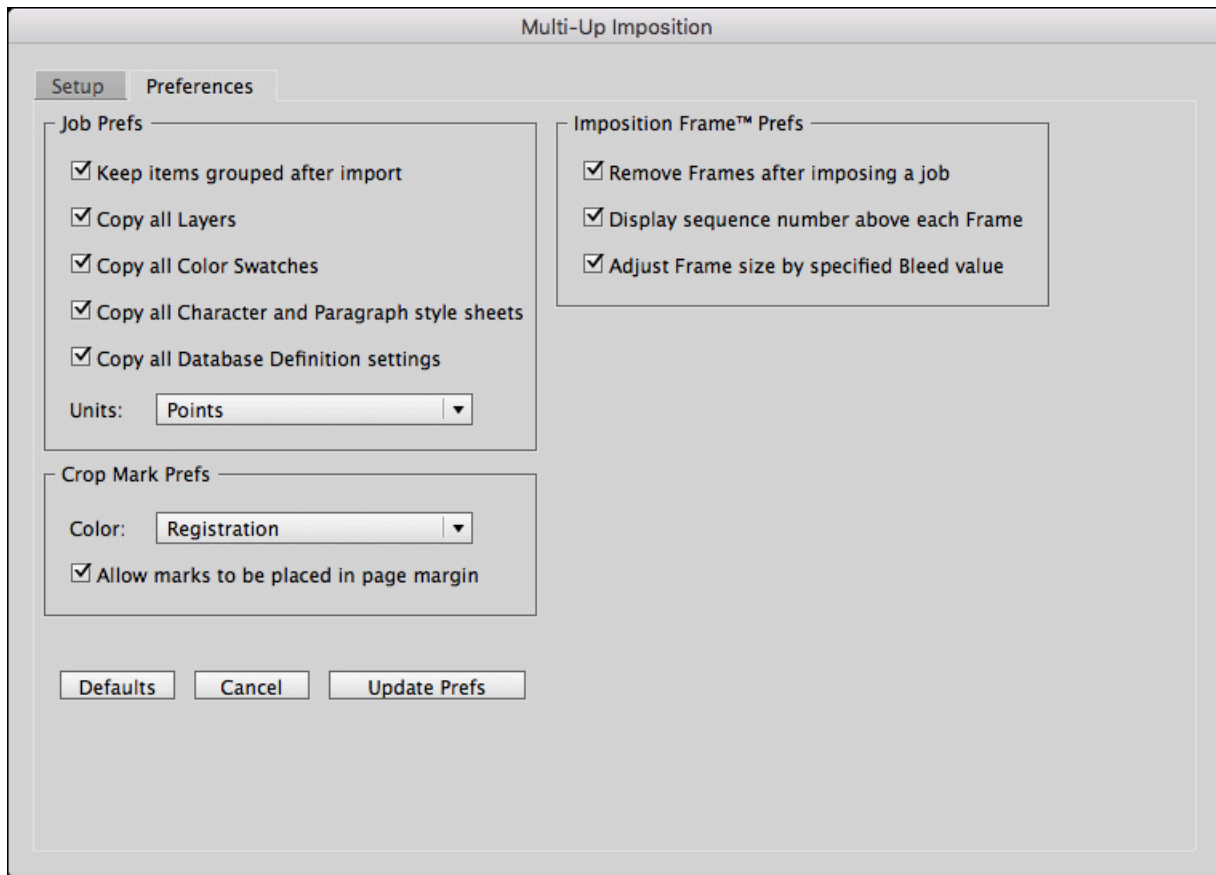 Multi-Up Imposition
Setup
Preferences
Job Prefs
Keep items grouped after import
Copy all Layers
Copy all Color Swatches
Copy all Character and Paragraph style sheets
Copy all Database Definition settings
Units: Points
Crop Mark Prefs
Color: Registration
Allow marks to be placed in page margin
Imposition Frame™ Prefs
Remove Frames after imposing a job
Display sequence number above each Frame
Adjust Frame size by specified Bleed value
Defaults
Cancel
Update Prefs